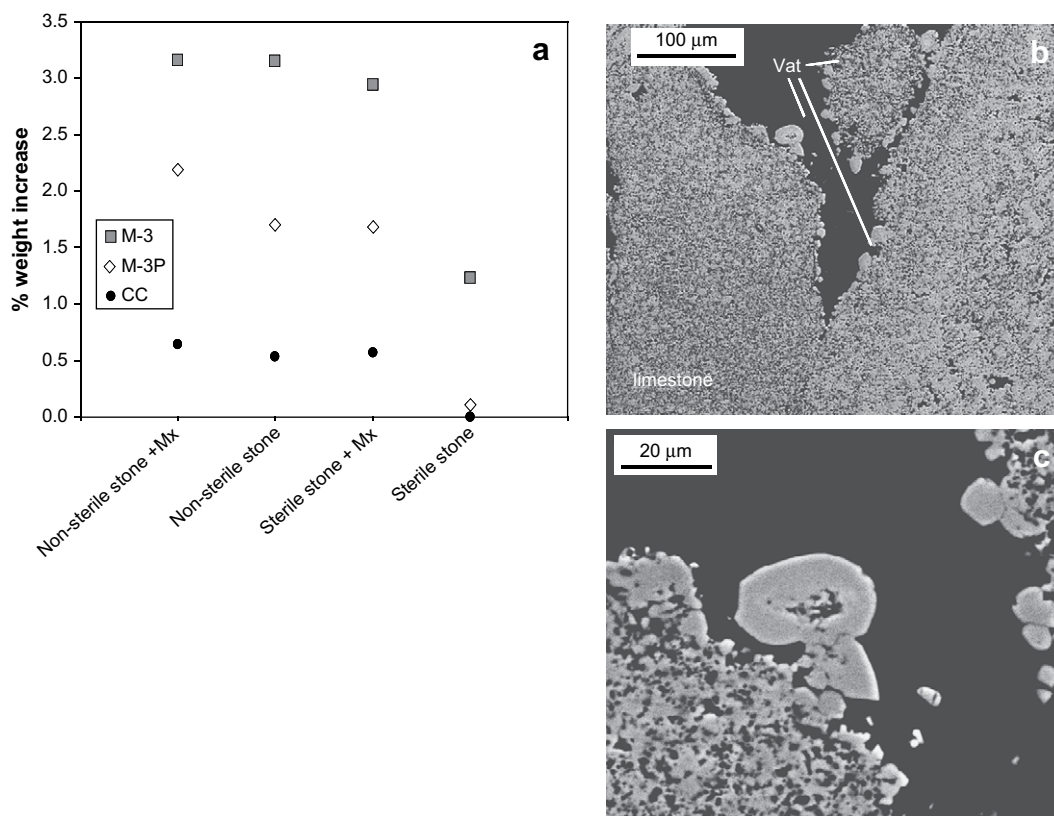 a
3.5
3.0
2.5
2.0
1.5
1.0
0.5
0.0
% weight increase
M-3
M-3P
CC
Non-sterile stone +Mx
Non-sterile stone
Sterile stone + Mx
Sterile stone
100 μm
b
Vat
limestone
20 μm
c